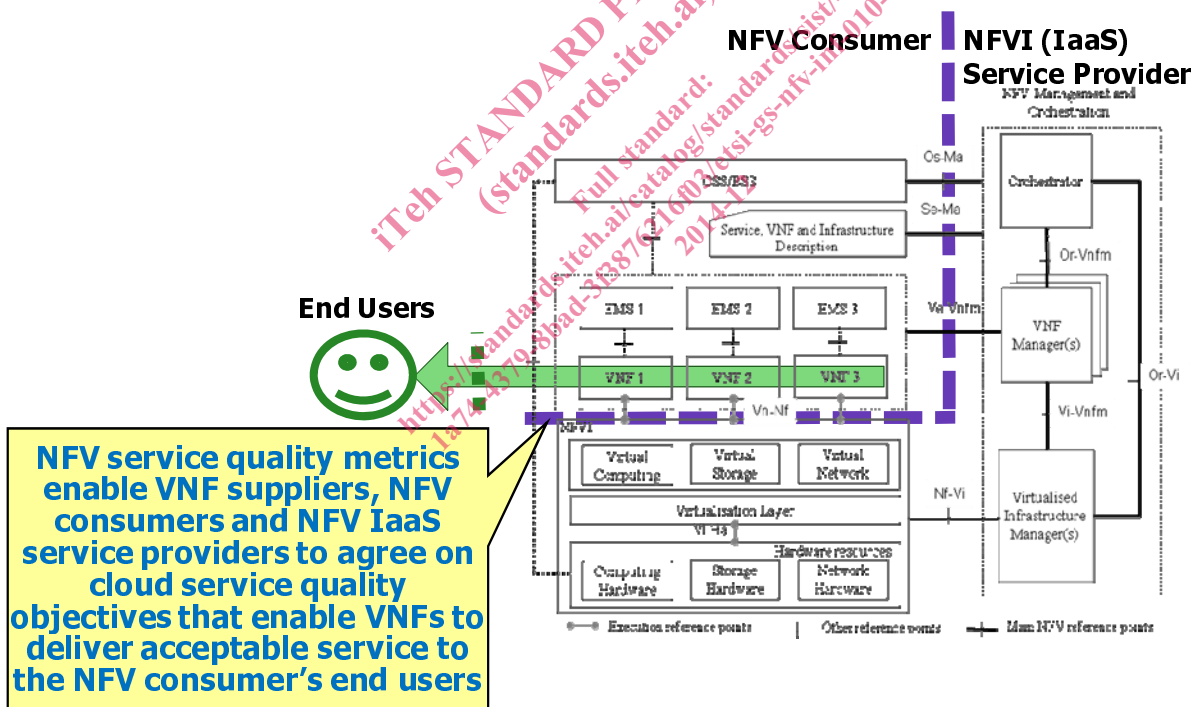 NFV Consumer
NFVI (IaaS)
Service Provider
NFV Management and
Orchestration
iTeh STANDARD
(standards.iteh.ai)
Full standard:
Os-Ma
OSS/BSS
Orchestrator
Se-Ma
Service, VNF and Infrastructure
Description
Or-Vnfm
End Users
EMS 1
EMS 2
EMS 3
Ve-Vnfm
VNF
Manager(s)
VNF 1
VNF 2
VNF 3
Or-Vi
Vn-Nf
Vi-Vnfm
NFVI
Virtual
Computing
Virtual
Storage
Virtual
Network
Nf-Vi
Virtualised
Infrastructure
Manager(s)
Virtualisation Layer
Vl-Ha
Hardware resources
Computing
Hardware
Storage
Hardware
Network
Hardware
Execution reference points
Other reference points
Main NFV reference points
NFV service quality metrics
enable VNF suppliers, NFV
consumers and NFV IaaS
service providers to agree on
cloud service quality
objectives that enable VNFs to
deliver acceptable service to
the NFV consumer’s end users